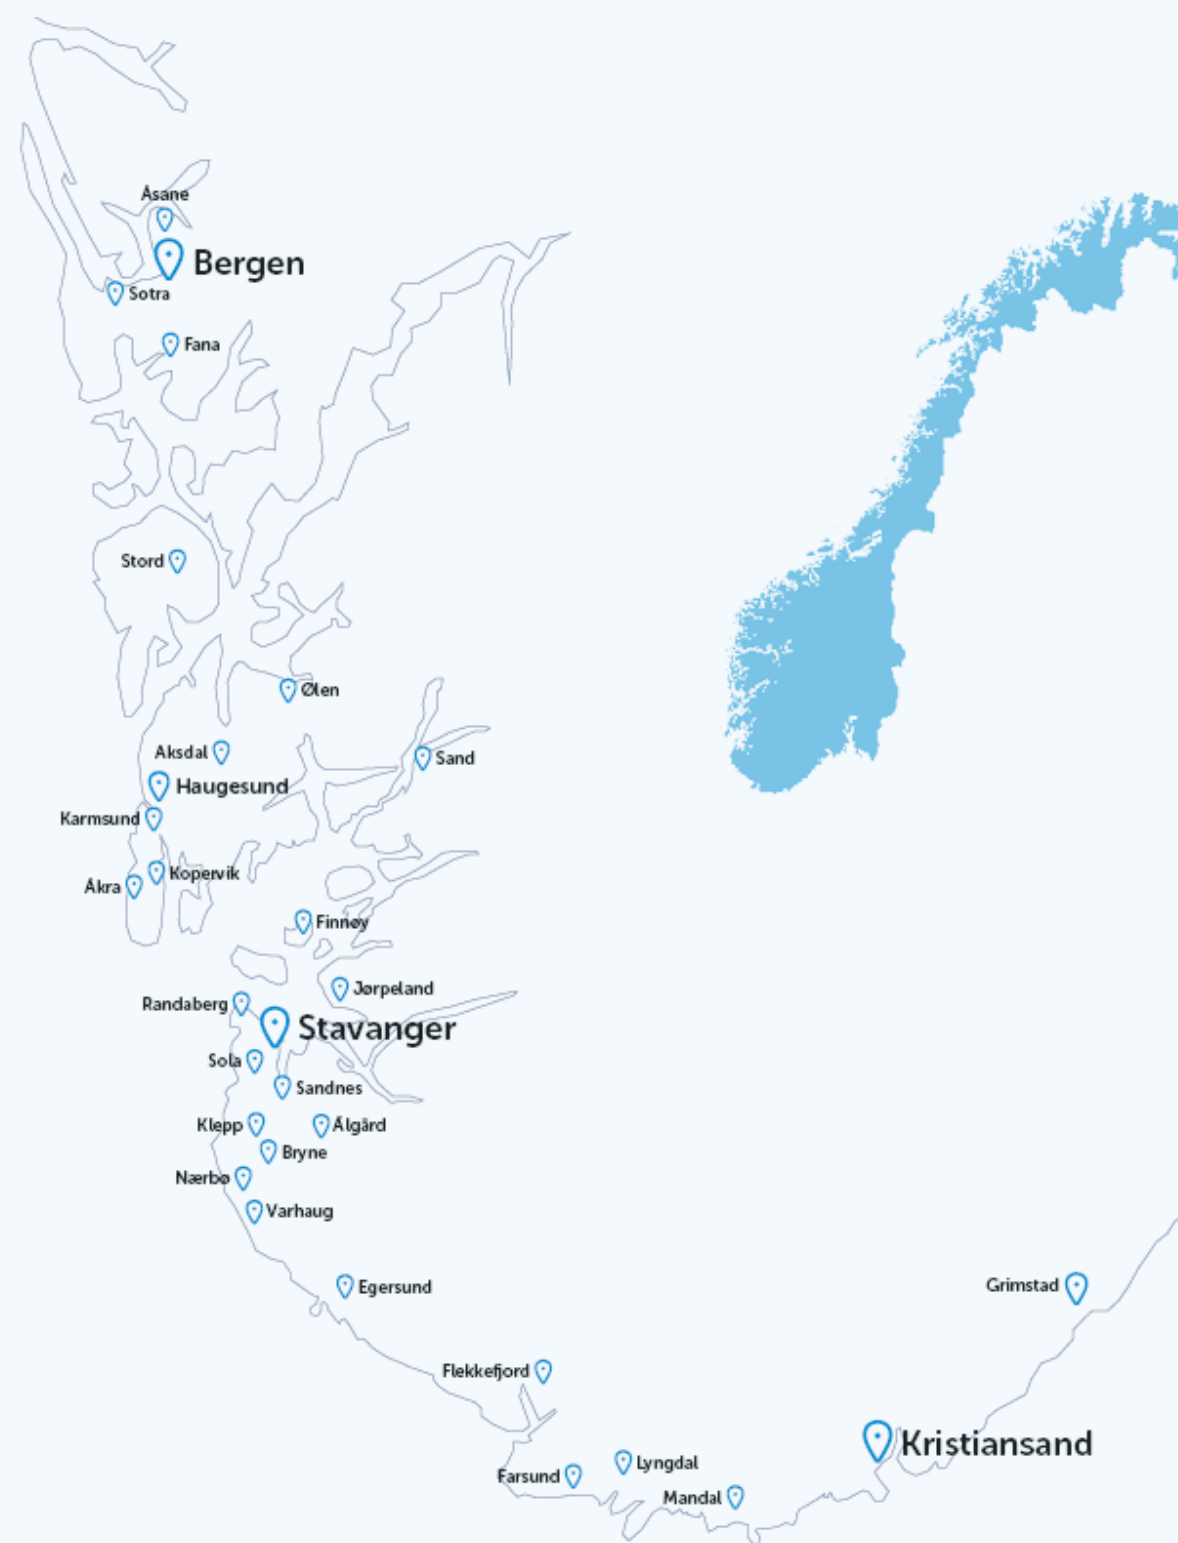 Åsane
Bergen
Sotra
Fana
Stord
Ølen
Aksdal
Sand
Haugesund
Karmsund
Kopervik
Åkra
Finnøy
Jørpeland
Randaberg
Stavanger
Sola
Sandnes
Klepp
Ålgård
Bryne
Nærbø
Varhaug
Egersund
Grimstad
Flekkefjord
Kristiansand
Lyngdal
Farsund
Mandal